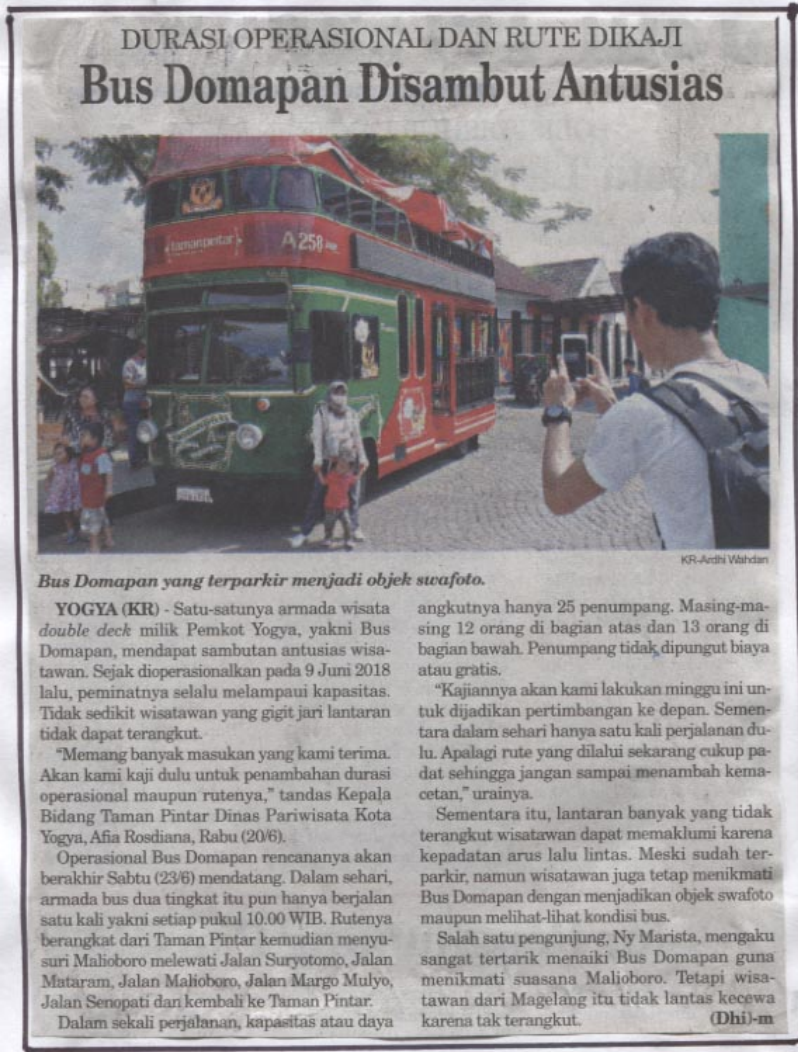 DURASI OPERASIONAL DAN RUTE DIKAJI
Bus Domapan Disambut Antusias
tamanpintar
A258
KR-Ardhi Wahdan
Bus Domapan yang terparkir menjadi objek swafoto.
YOGYA (KR) - Satu-satunya armada wisata
double deck milik Pemkot Yogya, yakni Bus
Domapan, mendapat sambutan antusias wisa-
tawan. Sejak dioperasionalkan pada 9 Juni 2018
lalu, peminatnya selalu melampaui kapasitas.
Tidak sedikit wisatawan yang gigit jari lantaran
tidak dapat terangkut.
"Memang banyak masukan yang kami terima.
Akan kami kaji dulu untuk penambahan durasi
operasional maupun rutenya," tandas Kepala
Bidang Taman Pintar Dinas Pariwisata Kota
Yogya, Afia Rosdiana, Rabu (20/6).
Operasional Bus Domapan rencananya akan
berakhir Sabtu (23/6) mendatang. Dalam sehari,
armada bus dua tingkat itu pun hanya berjalan
satu kali yakni setiap pukul 10.00 WIB. Rutenya
berangkat dari Taman Pintar kemudian menyu-
suri Malioboro melewati Jalan Suryotomo, Jalan
Mataram, Jalan Malioboro, Jalan Margo Mulyo,
Jalan Senopati dan kembali ke Taman Pintar.
Dalam sekali perjalanan, kapasitas atau daya
angkutnya hanya 25 penumpang. Masing-ma-
sing 12 orang di bagian atas dan 13 orang di
bagian bawah. Penumpang tidak dipungut biaya
atau gratis.
"Kajiannya akan kami lakukan minggu ini un-
tuk dijadikan pertimbangan ke depan. Semen-
tara dalam sehari hanya satu kali perjalanan du-
lu. Apalagi rute yang dilalui sekarang cukup pa-
dat sehingga jangan sampai menambah kema-
cetan," urainya.
Sementara itu, lantaran banyak yang tidak
terangkut wisatawan dapat memaklumi karena
kepadatan arus lalu lintas. Meski sudah ter-
parkir, namun wisatawan juga tetap menikmati
Bus Domapan dengan menjadikan objek swafoto
maupun melihat-lihat kondisi bus.
Salah satu pengunjung, Ny Marista, mengaku
sangat tertarik menaiki Bus Domapan guna
menikmati suasana Malioboro. Tetapi wisa-
tawan dari Magelang itu tidak lantas kecewa
karena tak terangkut. (Dhi)-m